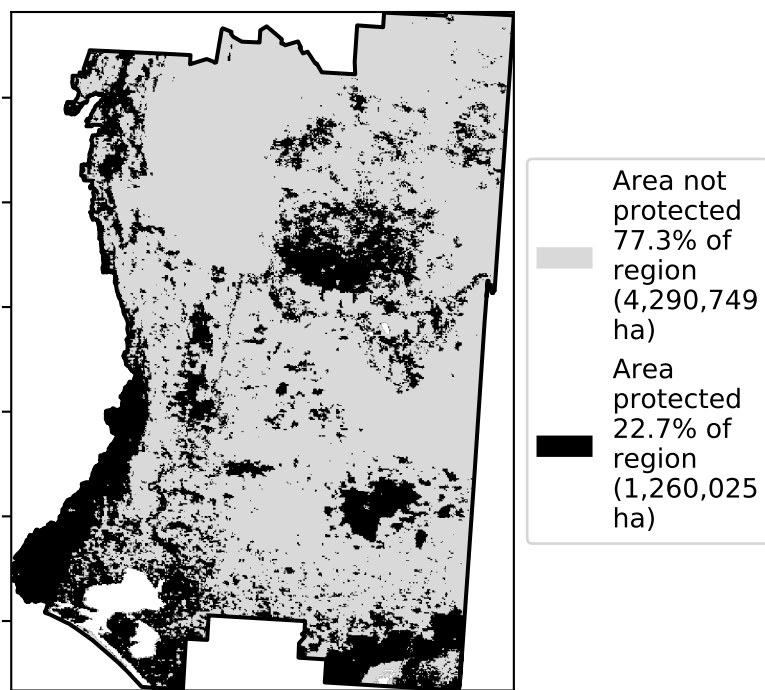 Area not
protected
77.3% of
region
(4,290,749
ha)
Area
protected
22.7% of
region
(1,260,025
ha)